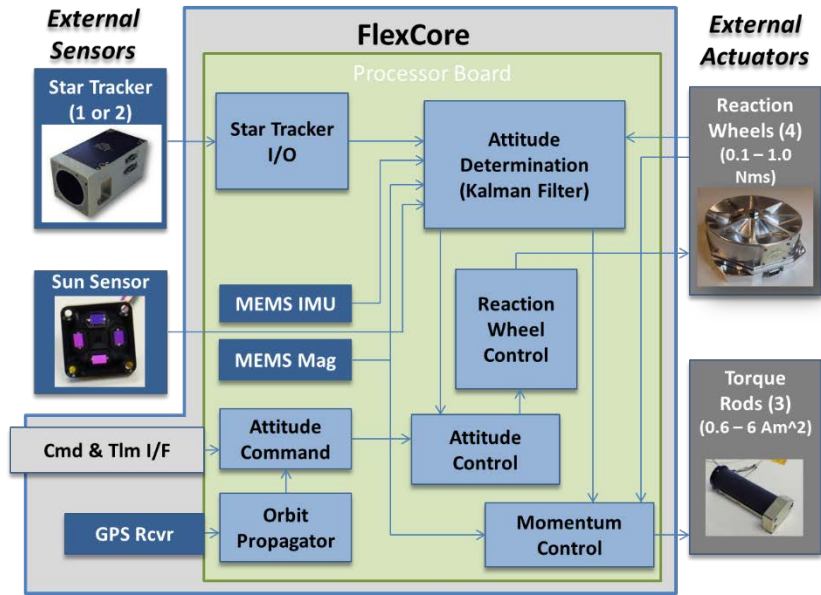 External
Sensors
FlexCore
External
Actuators
Processor Board
Star Tracker
(1 or 2)
Star Tracker
I/O
Attitude
Determination
(Kalman Filter)
Reaction
Wheels (4)
(0.1 – 1.0
Nms)
Sun Sensor
MEMS IMU
MEMS Mag
Reaction
Wheel
Control
Torque
Rods (3)
(0.6 – 6 Am^2)
Cmd & Tlm I/F
Attitude
Command
Attitude
Control
GPS Rcvr
Orbit
Propagator
Momentum
Control